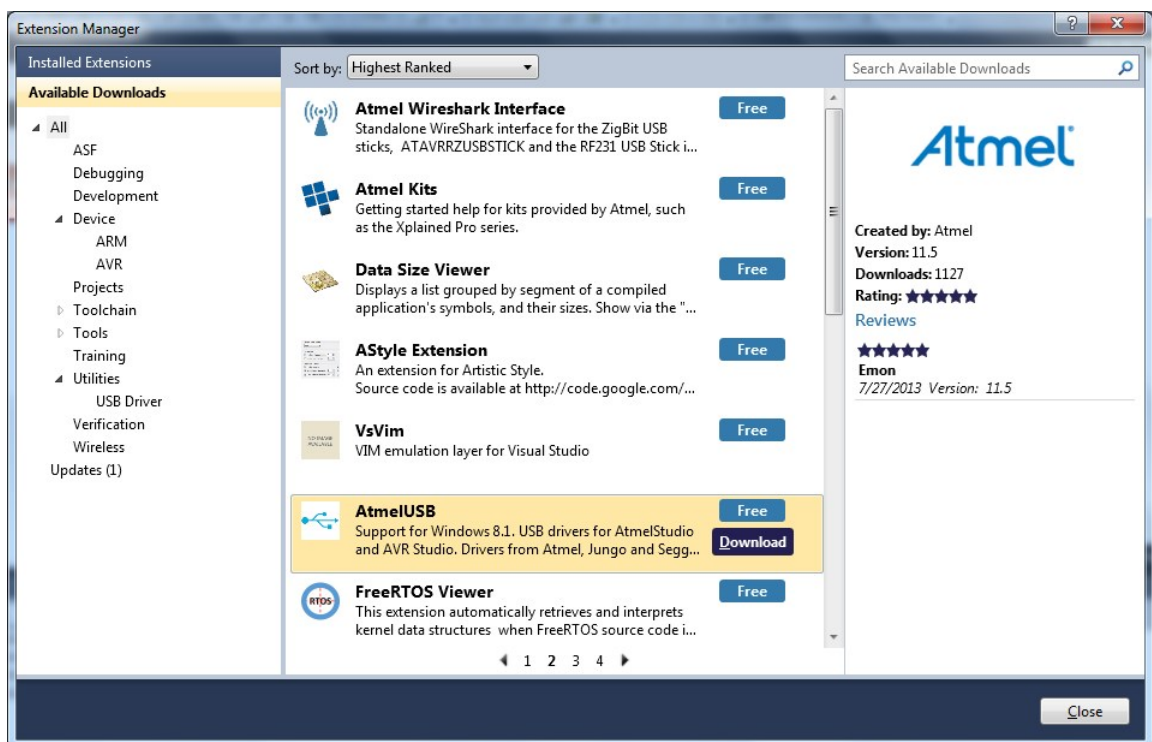 Extension Manager
Installed Extensions
Available Downloads
All
ASF
Debugging
Development
Device
ARM
AVR
Projects
Toolchain
Tools
Training
Utilities
USB Driver
Verification
Wireless
Updates (1)
Sort by: Highest Ranked
Atmel Wireshark Interface
Free
Standalone WireShark interface for the ZigBit USB
sticks, ATAVRRZUSBSTICK and the RF231 USB Stick i...
Atmel Kits
Free
Getting started help for kits provided by Atmel, such
as the Xplained Pro series.
Data Size Viewer
Free
Displays a list grouped by segment of a compiled
application's symbols, and their sizes. Show via the "...
AStyle Extension
Free
An extension for Artistic Style.
Source code is available at http://code.google.com/...
NO IMAGE
AVAILABLE
VsVim
Free
VIM emulation layer for Visual Studio
AtmelUSB
Free
Support for Windows 8.1. USB drivers for AtmelStudio
and AVR Studio. Drivers from Atmel, Jungo and Segg...
Download
RTOS
FreeRTOS Viewer
Free
This extension automatically retrieves and interprets
kernel data structures when FreeRTOS source code i...
1 2 3 4
Search Available Downloads
Atmel
Created by: Atmel
Version: 11.5
Downloads: 1127
Rating: ★★★★★
Reviews
★★★★★
Emon
7/27/2013 Version: 11.5
Close